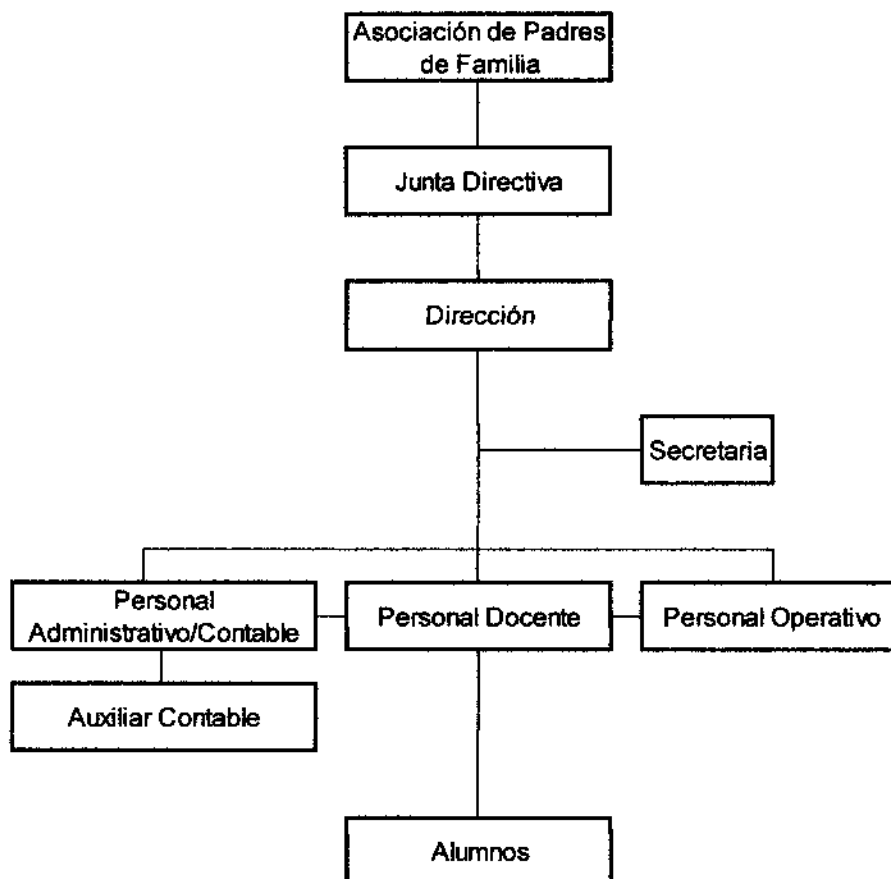 Asociación de Padres
de Familia
Junta Directiva
Dirección
Secretaria
Personal
Administrativo/Contable
Personal Docente
Personal Operativo
Auxiliar Contable
Alumnos